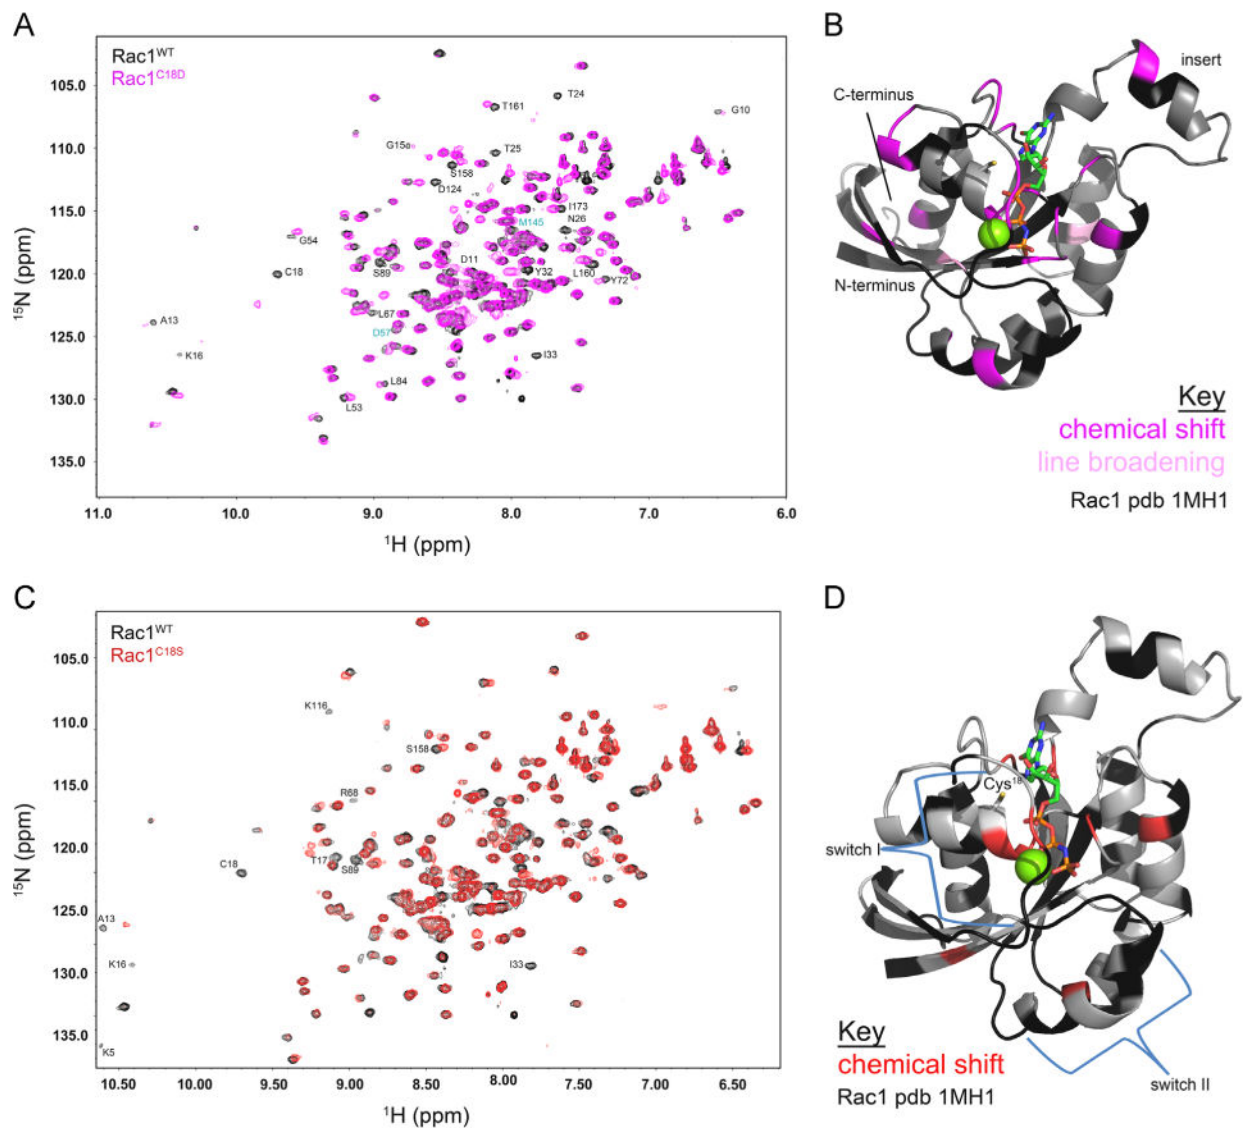 A
Rac1WT
Rac1C18D
105.0
110.0
115.0
120.0
125.0
130.0
135.0
15N (ppm)
11.0 10.0 9.0 8.0 7.0 6.0
1H (ppm)
T161
T24
G10
G15
T25
S158
D124
I173
M145
N26
G54
C18
S89
D11
Y32
L160
Y72
A13
L67
D57
K16
I33
L84
L53
B
insert
C-terminus
N-terminus
Key
chemical shift
line broadening
Rac1 pdb 1MH1
C
Rac1WT
Rac1C18S
105.0
110.0
115.0
120.0
125.0
130.0
135.0
15N (ppm)
10.50 10.00 9.50 9.00 8.50 8.00 7.50 7.00 6.50
1H (ppm)
K116
S158
R68
T17
S89
C18
A13
K16
I33
K5
D
Cys18
switch I
Key
chemical shift
Rac1 pdb 1MH1
switch II